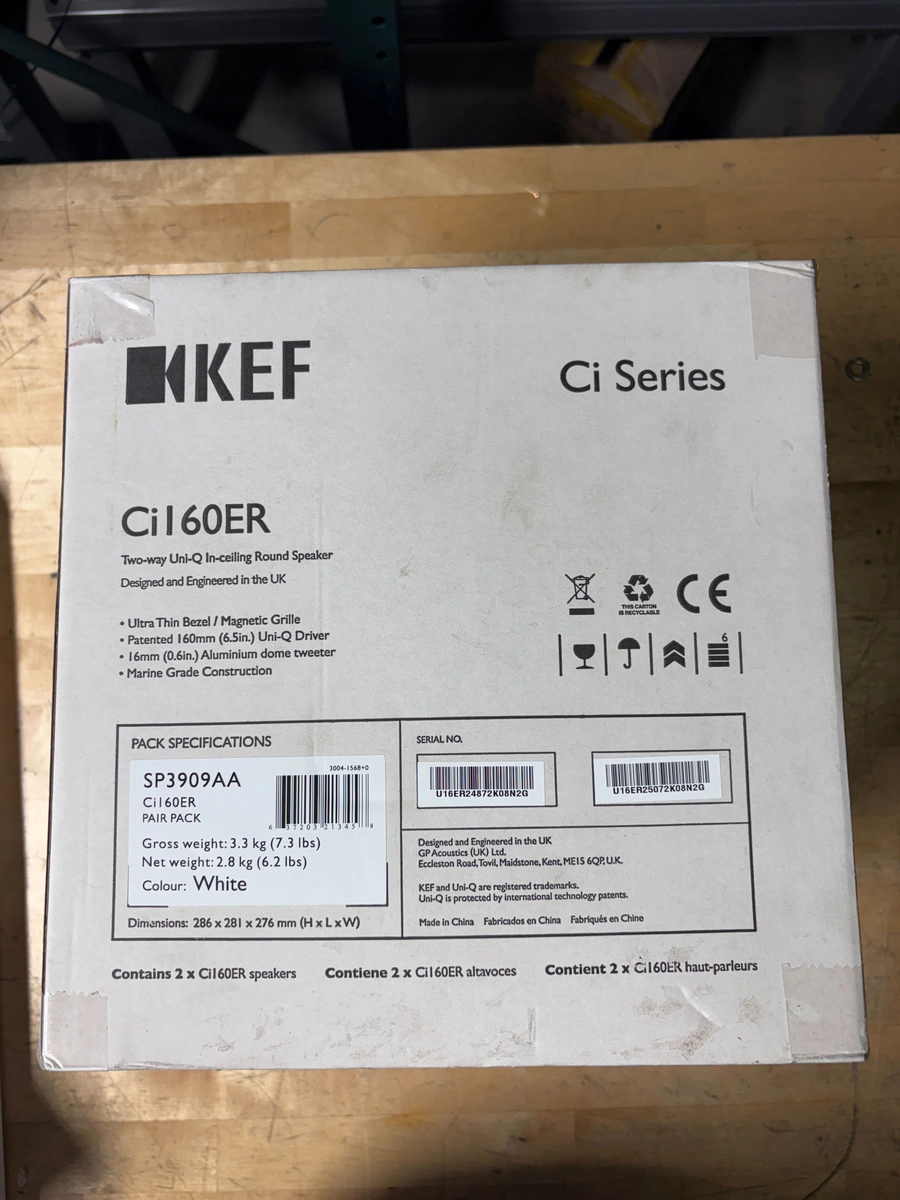 KEF
Ci Series
Ci160ER
Two-way Uni-Q In-ceiling Round Speaker
Designed and Engineered in the UK
• Ultra Thin Bezel / Magnetic Grille
• Patented 160mm (6.5in.) Uni-Q Driver
• 16mm (0.6in.) Aluminium dome tweeter
• Marine Grade Construction
THIS CARTON
IS RECYCLABLE
CE
6
PACK SPECIFICATIONS
SP3909AA
Ci160ER
PAIR PACK
3004-1568+0
6 37203 21345 8
Gross weight: 3.3 kg (7.3 lbs)
Net weight: 2.8 kg (6.2 lbs)
Colour: White
Dimensions: 286 x 281 x 276 mm (H x L x W)
SERIAL NO.
U16ER24872K08N2G
U16ER25072K08N2G
Designed and Engineered in the UK
GP Acoustics (UK) Ltd.
Eccleston Road, Tovil, Maidstone, Kent, ME15 6QP, U.K.
KEF and Uni-Q are registered trademarks.
Uni-Q is protected by international technology patents.
Made in China Fabricados en China Fabriqués en Chine
Contains 2 x Ci160ER speakers Contiene 2 x Ci160ER altavoces Contient 2 x Ci160ER haut-parleurs